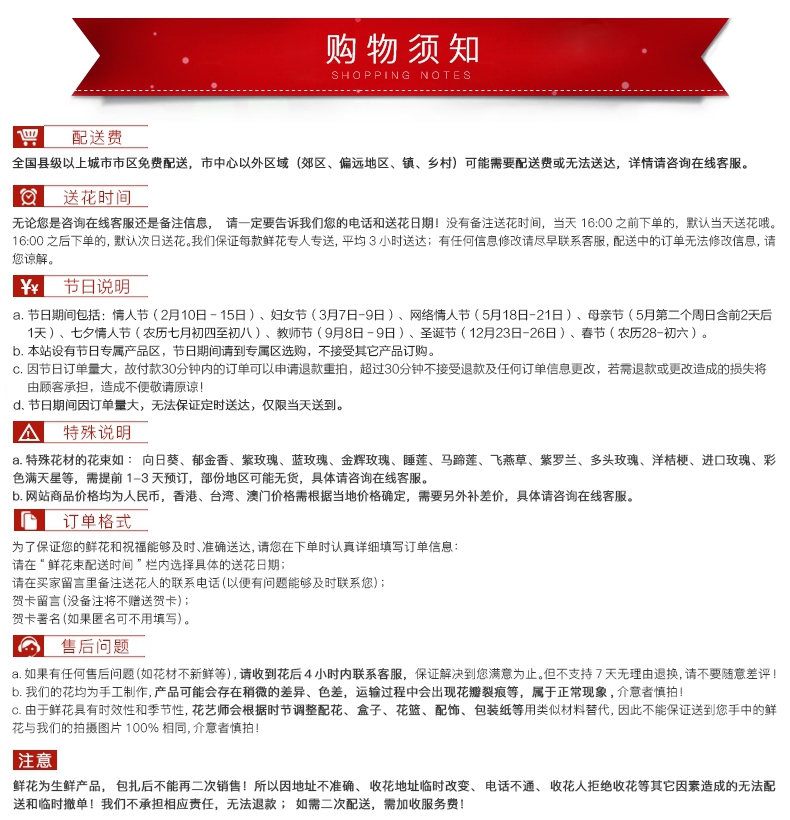 购物须知
SHOPPING NOTES
配送费
全国县级以上城市市区免费配送，市中心以外区域（郊区、偏远地区、镇、乡村）可能需要配送费或无法送达，详情请咨询在线客服。
送花时间
无论您是咨询在线客服还是备注信息， 请一定要告诉我们您的电话和送花日期！没有备注送花时间，当天 16:00 之前下单的，默认当天送花哦。
16:00 之后下单的，默认次日送花。我们保证每款鲜花专人专送，平均 3 小时送达；有任何信息修改请尽早联系客服，配送中的订单无法修改信息，请
您谅解。
节日说明
a. 节日期间包括：情人节（2月10日－15日）、妇女节（3月7日-9日）、网络情人节（5月18日-21日）、母亲节（5月第二个周日含前2天后
1天）、七夕情人节（农历七月初四至初八）、教师节（9月8日－9日）、圣诞节（12月23日-26日）、春节（农历28-初六）。
b. 本站设有节日专属产品区，节日期间请到专属区选购，不接受其它产品订购。
c. 因节日订单量大，故付款30分钟内的订单可以申请退款重拍，超过30分钟不接受退款及任何订单信息更改，若需退款或更改造成的损失将
由顾客承担，造成不便敬请原谅！
d. 节日期间因订单量大，无法保证定时送达，仅限当天送到。
特殊说明
a. 特殊花材的花束如： 向日葵、郁金香、紫玫瑰、蓝玫瑰、金辉玫瑰、睡莲、马蹄莲、飞燕草、紫罗兰、多头玫瑰、洋桔梗、进口玫瑰、彩
色满天星等，需提前 1-3 天预订，部份地区可能无货，具体请咨询在线客服。
b. 网站商品价格均为人民币，香港、台湾、澳门价格需根据当地价格确定，需要另外补差价，具体请咨询在线客服。
订单格式
为了保证您的鲜花和祝福能够及时、准确送达，请您在下单时认真详细填写订单信息：
请在“鲜花束配送时间”栏内选择具体的送花日期；
请在买家留言里备注送花人的联系电话（以便有问题能够及时联系您）；
贺卡留言（没备注将不赠送贺卡）；
贺卡署名（如果匿名可不用填写）。
售后问题
a. 如果有任何售后问题（如花材不新鲜等），请收到花后 4 小时内联系客服，保证解决到您满意为止。但不支持 7 天无理由退换，请不要随意差评！
b. 我们的花均为手工制作，产品可能会存在稍微的差异、色差，运输过程中会出现花瓣裂痕等，属于正常现象，介意者慎拍！
c. 由于鲜花具有时效性和季节性，花艺师会根据时节调整配花、盒子、花篮、配饰、包装纸等用类似材料替代，因此不能保证送到您手中的鲜
花与我们的拍摄图片 100% 相同，介意者慎拍！
注意
鲜花为生鲜产品，包扎后不能再二次销售！所以因地址不准确、收花地址临时改变、电话不通、收花人拒绝收花等其它因素造成的无法配
送和临时撤单！我们不承担相应责任，无法退款； 如需二次配送，需加收服务费！